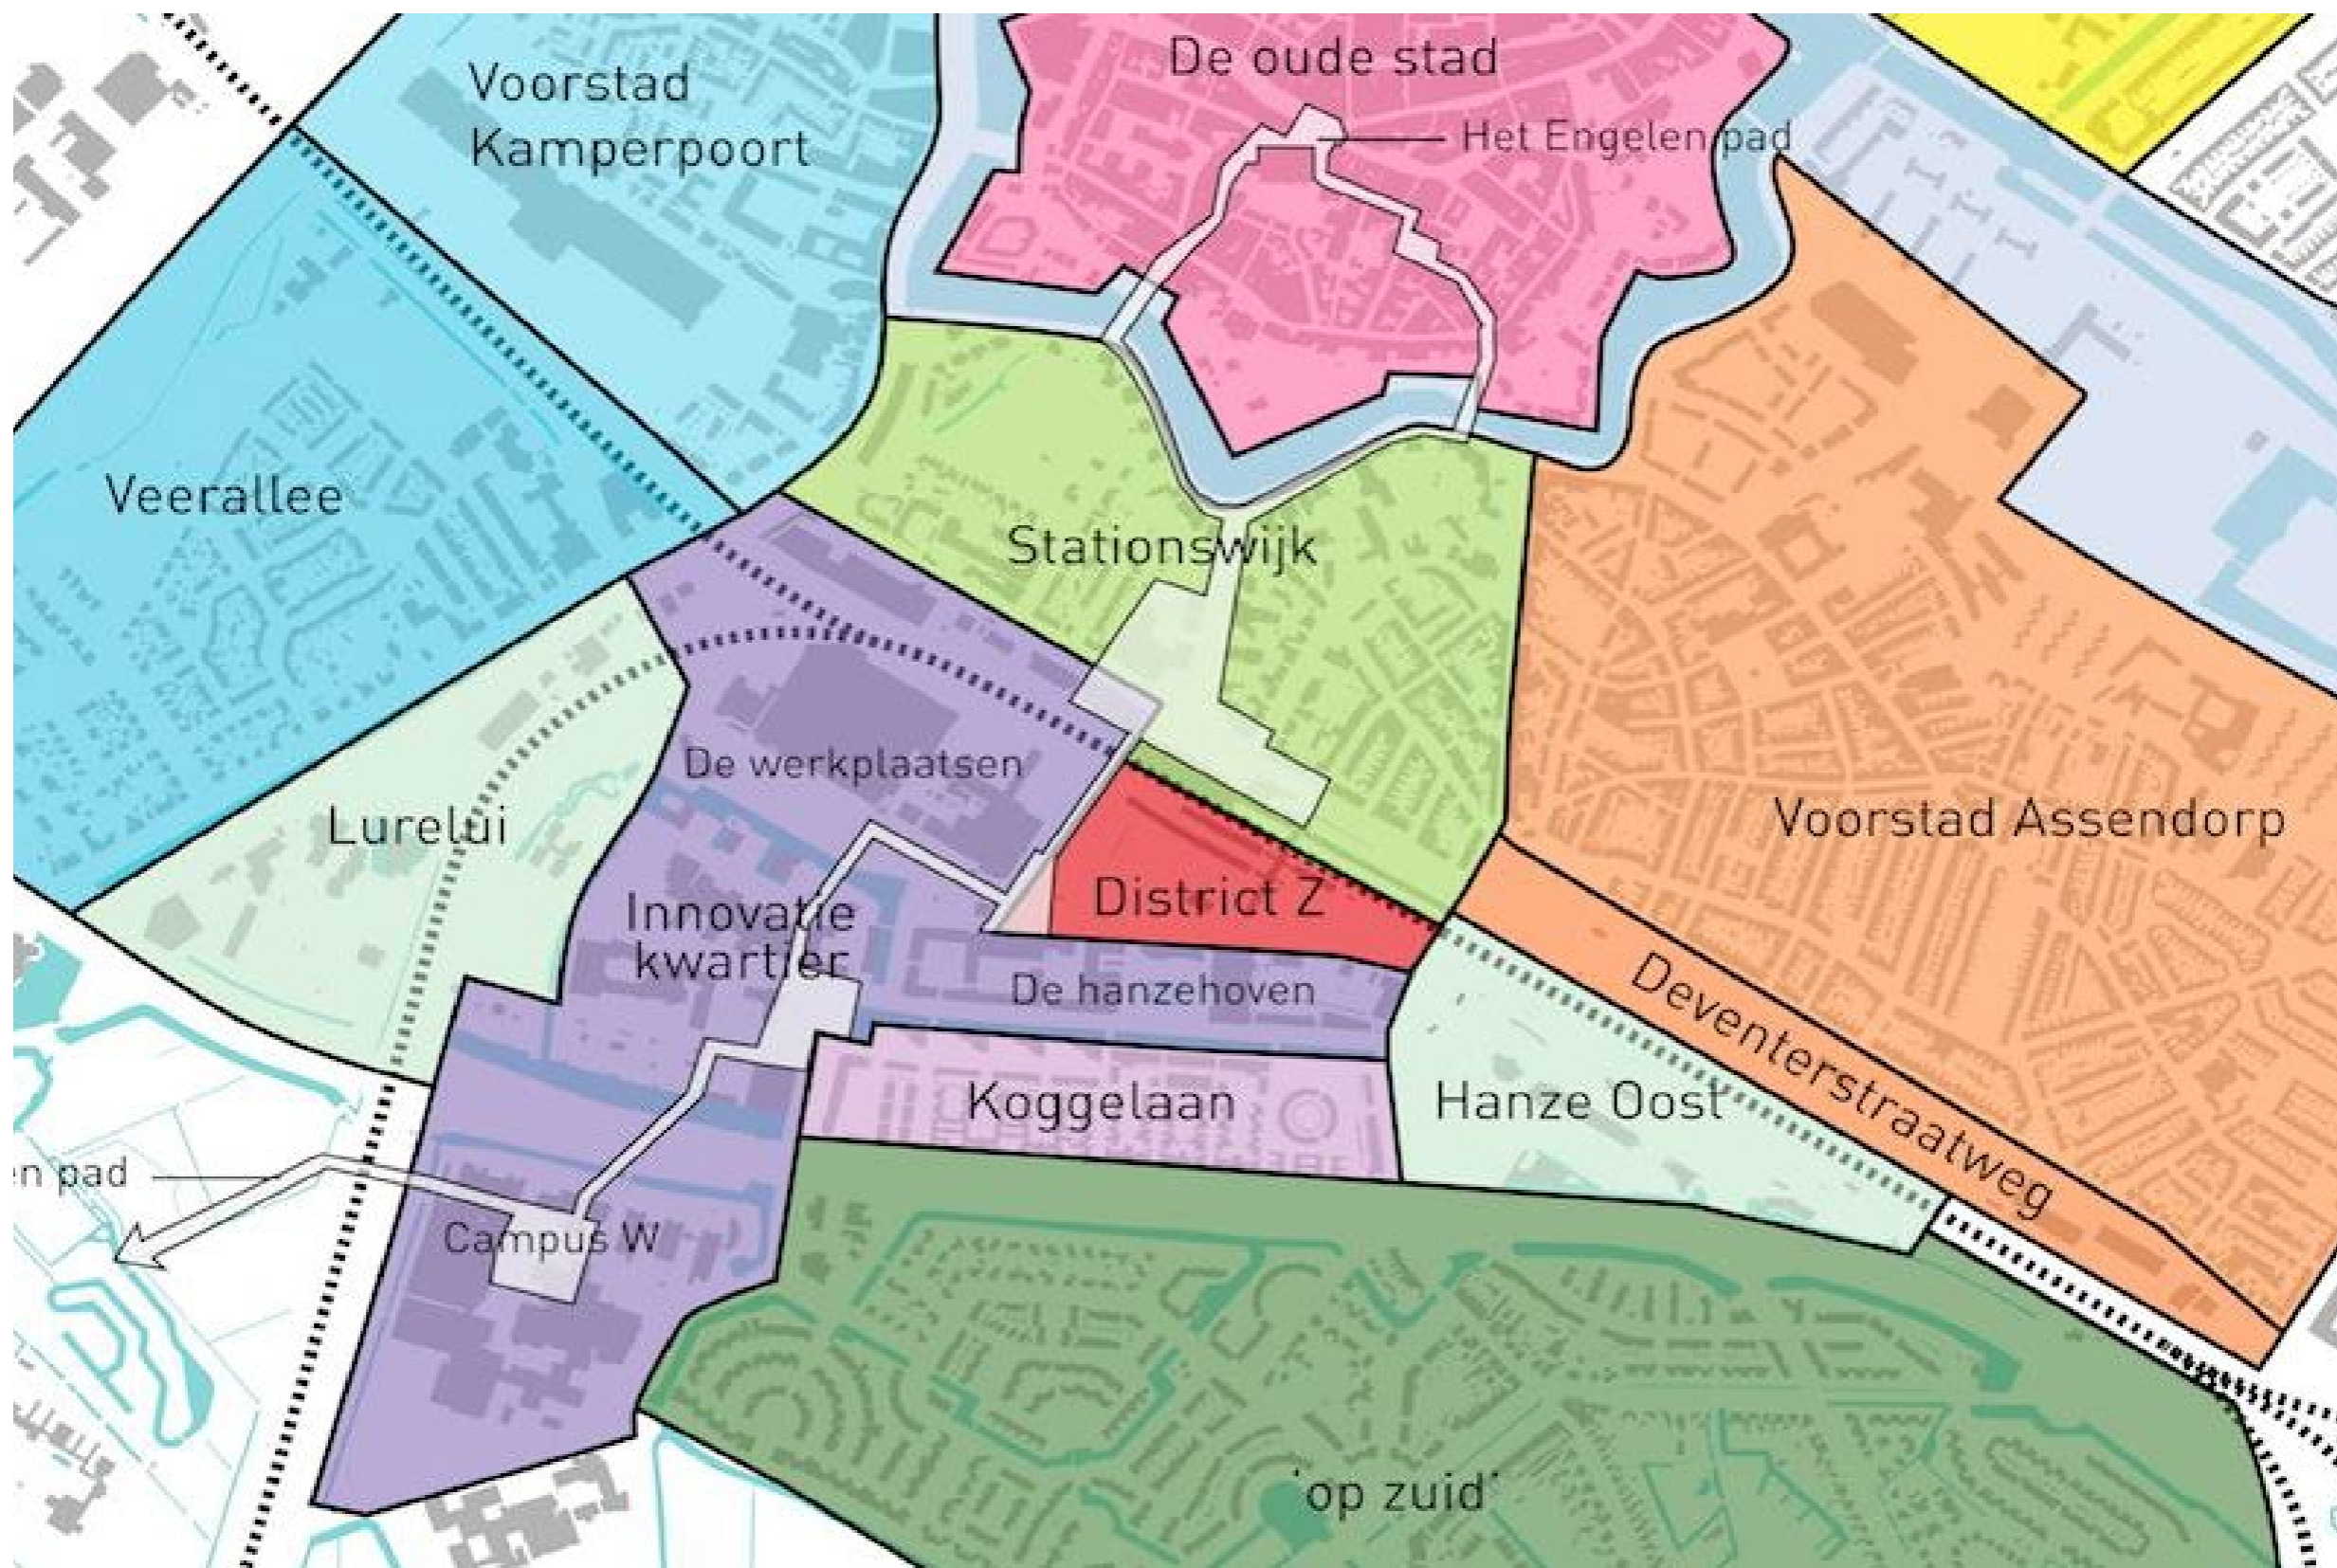 De oude stad
Voorstad
Kamperpoort
Het Engelen pad
Veerallee
Stationswijk
De werkplaatsen
Lurelui
Voorstad Assendorp
District Z
Innovatie
kwartier
De hanzehoven
Deventerstraatweg
Koggelaan
Hanze Oost
en pad
Campus W
'op zuid'